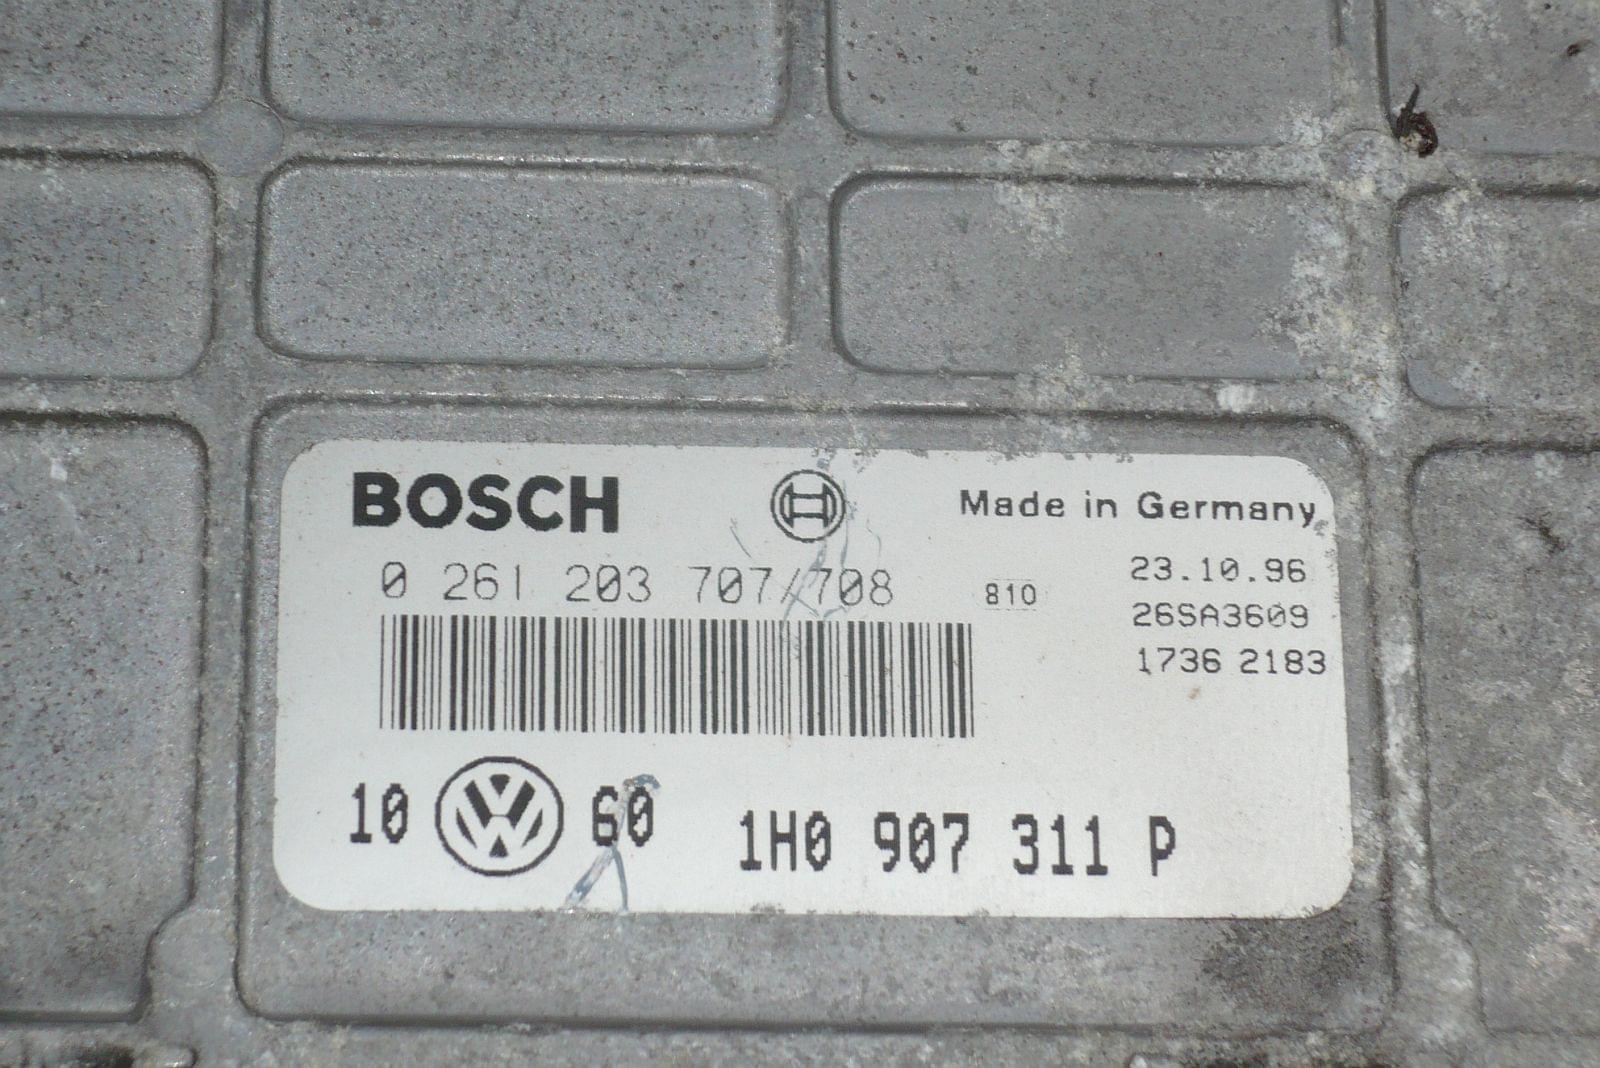 BOSCH Made in Germany
0 261 203 707/708 810 23.10.96
26SA3609
1736 2183
10 60 1H0 907 311 P